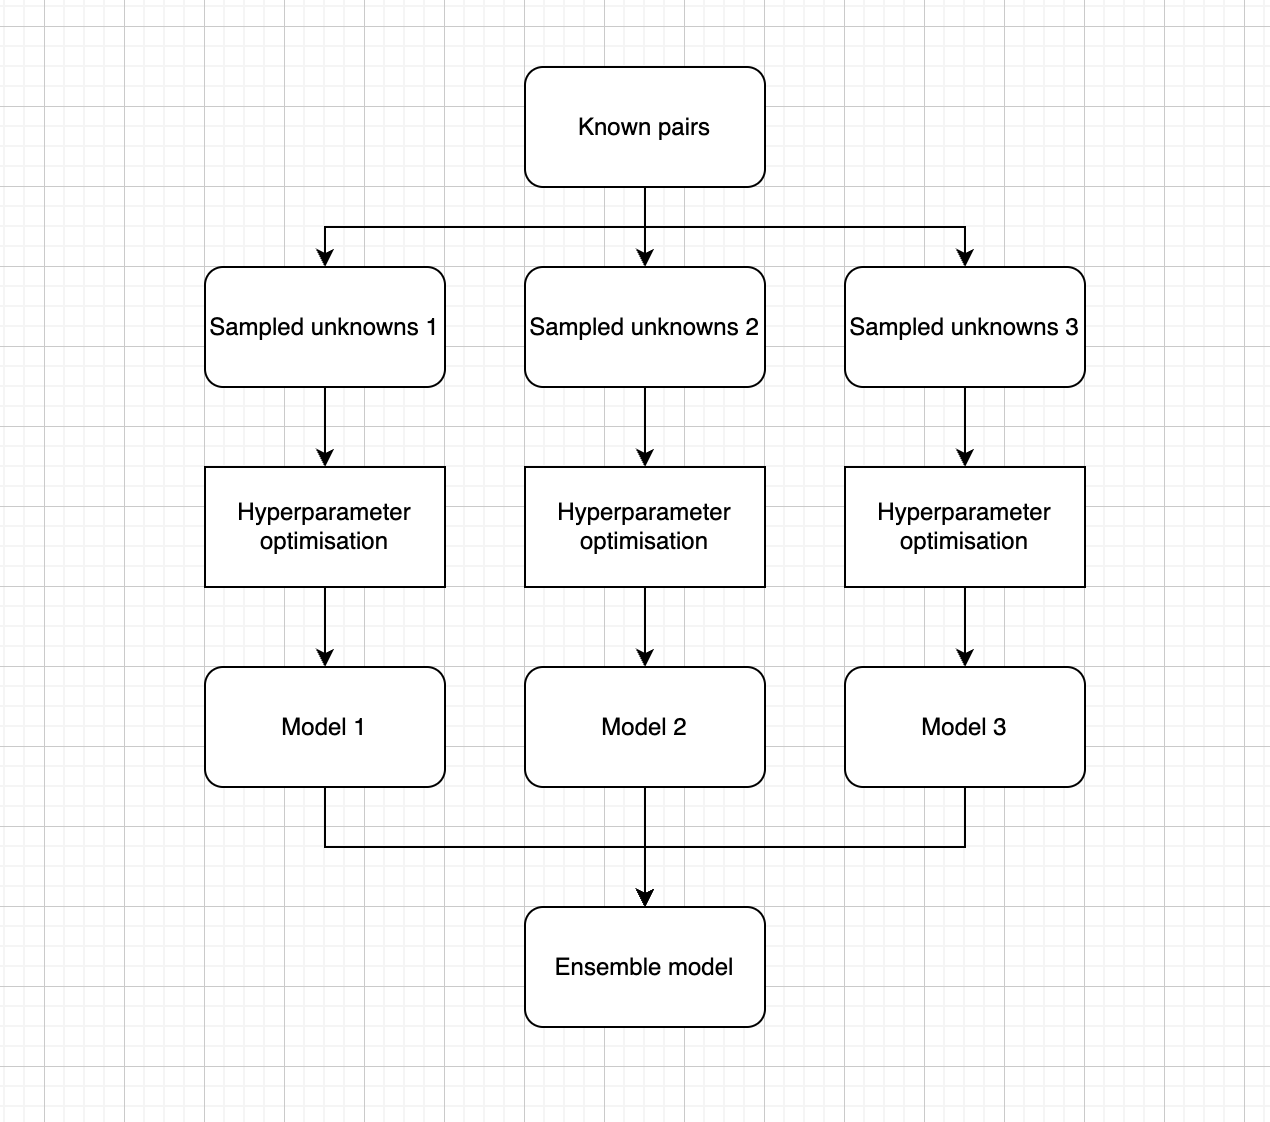 Known pairs
Sampled unknowns 1
Sampled unknowns 2
Sampled unknowns 3
Hyperparameter
optimisation
Hyperparameter
optimisation
Hyperparameter
optimisation
Model 1
Model 2
Model 3
Ensemble model